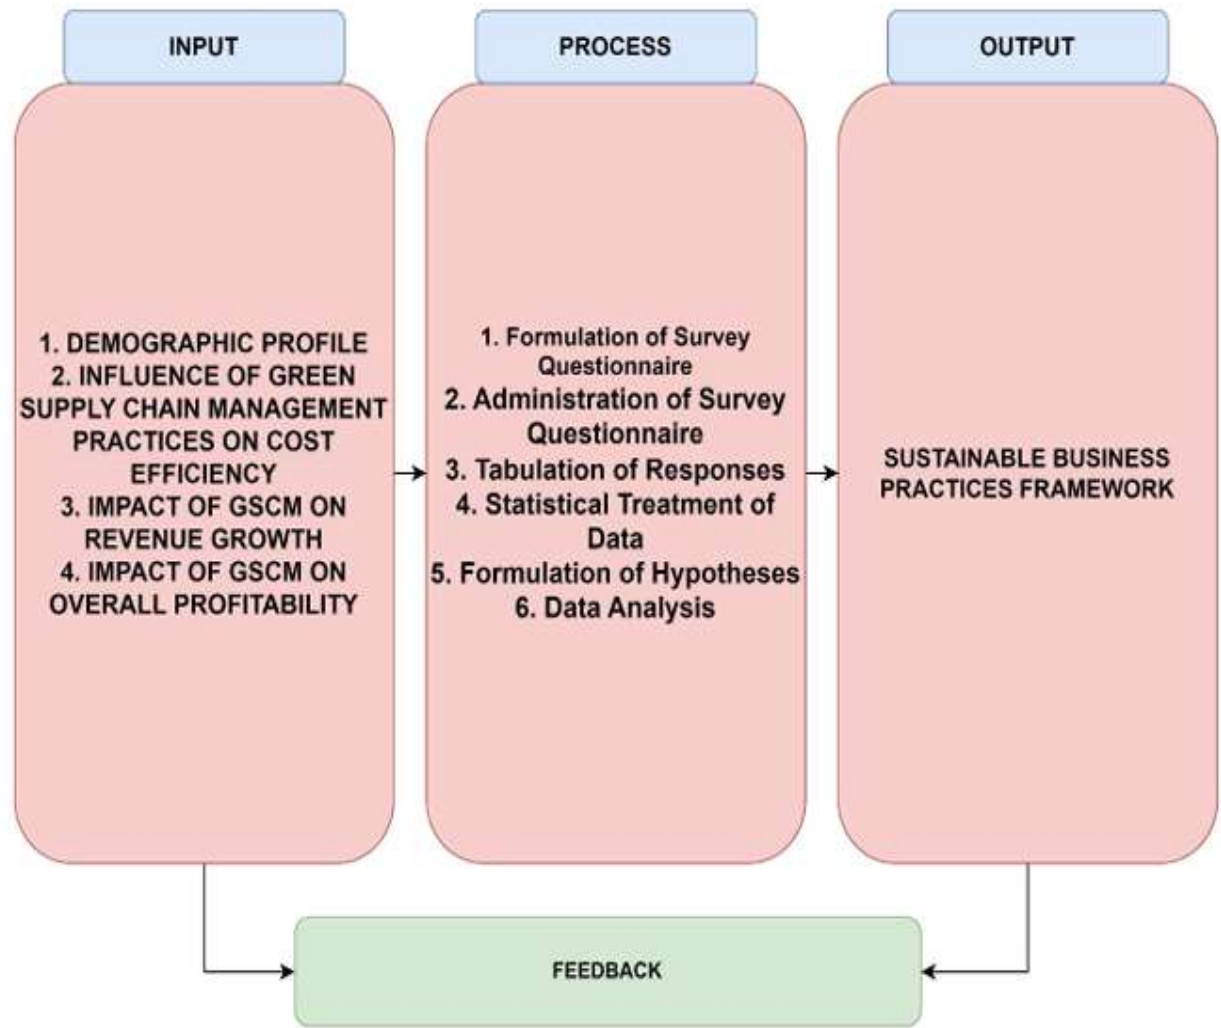 INPUT
PROCESS
OUTPUT
1. DEMOGRAPHIC PROFILE
2. INFLUENCE OF GREEN
SUPPLY CHAIN MANAGEMENT
PRACTICES ON COST
EFFICIENCY
3. IMPACT OF GSCM ON
REVENUE GROWTH
4. IMPACT OF GSCM ON
OVERALL PROFITABILITY
1. Formulation of Survey
Questionnaire
2. Administration of Survey
Questionnaire
3. Tabulation of Responses
4. Statistical Treatment of
Data
5. Formulation of Hypotheses
6. Data Analysis
SUSTAINABLE BUSINESS
PRACTICES FRAMEWORK
FEEDBACK